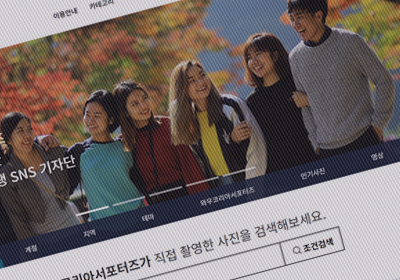 이용안내 카테고리
SNS 기자단
계절 지역 테마 와우코리아서포터즈 인기사진 영상
코리아서포터즈가 직접 촬영한 사진을 검색해보세요.
조건검색